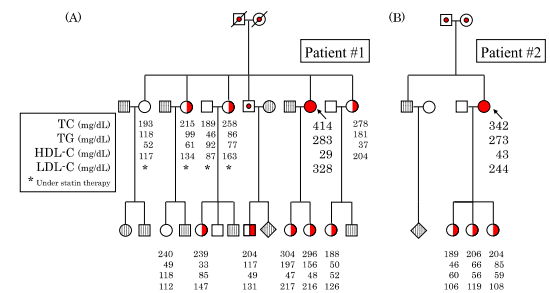 (A)
(B)
Patient #1
Patient #2
TC (mg/dL)
TG (mg/dL)
HDL-C (mg/dL)
LDL-C (mg/dL)
* Under statin therapy
193 215 189 258 414 278
118 99 46 86 283 181
52 61 92 77 29 37
117 134 87 163 328 204
* * * *
342
273
43
244
240 239 204 304 296 188
49 33 117 197 156 50
118 85 49 47 48 52
112 147 131 217 216 126
189 206 204
46 66 85
60 56 59
106 119 108